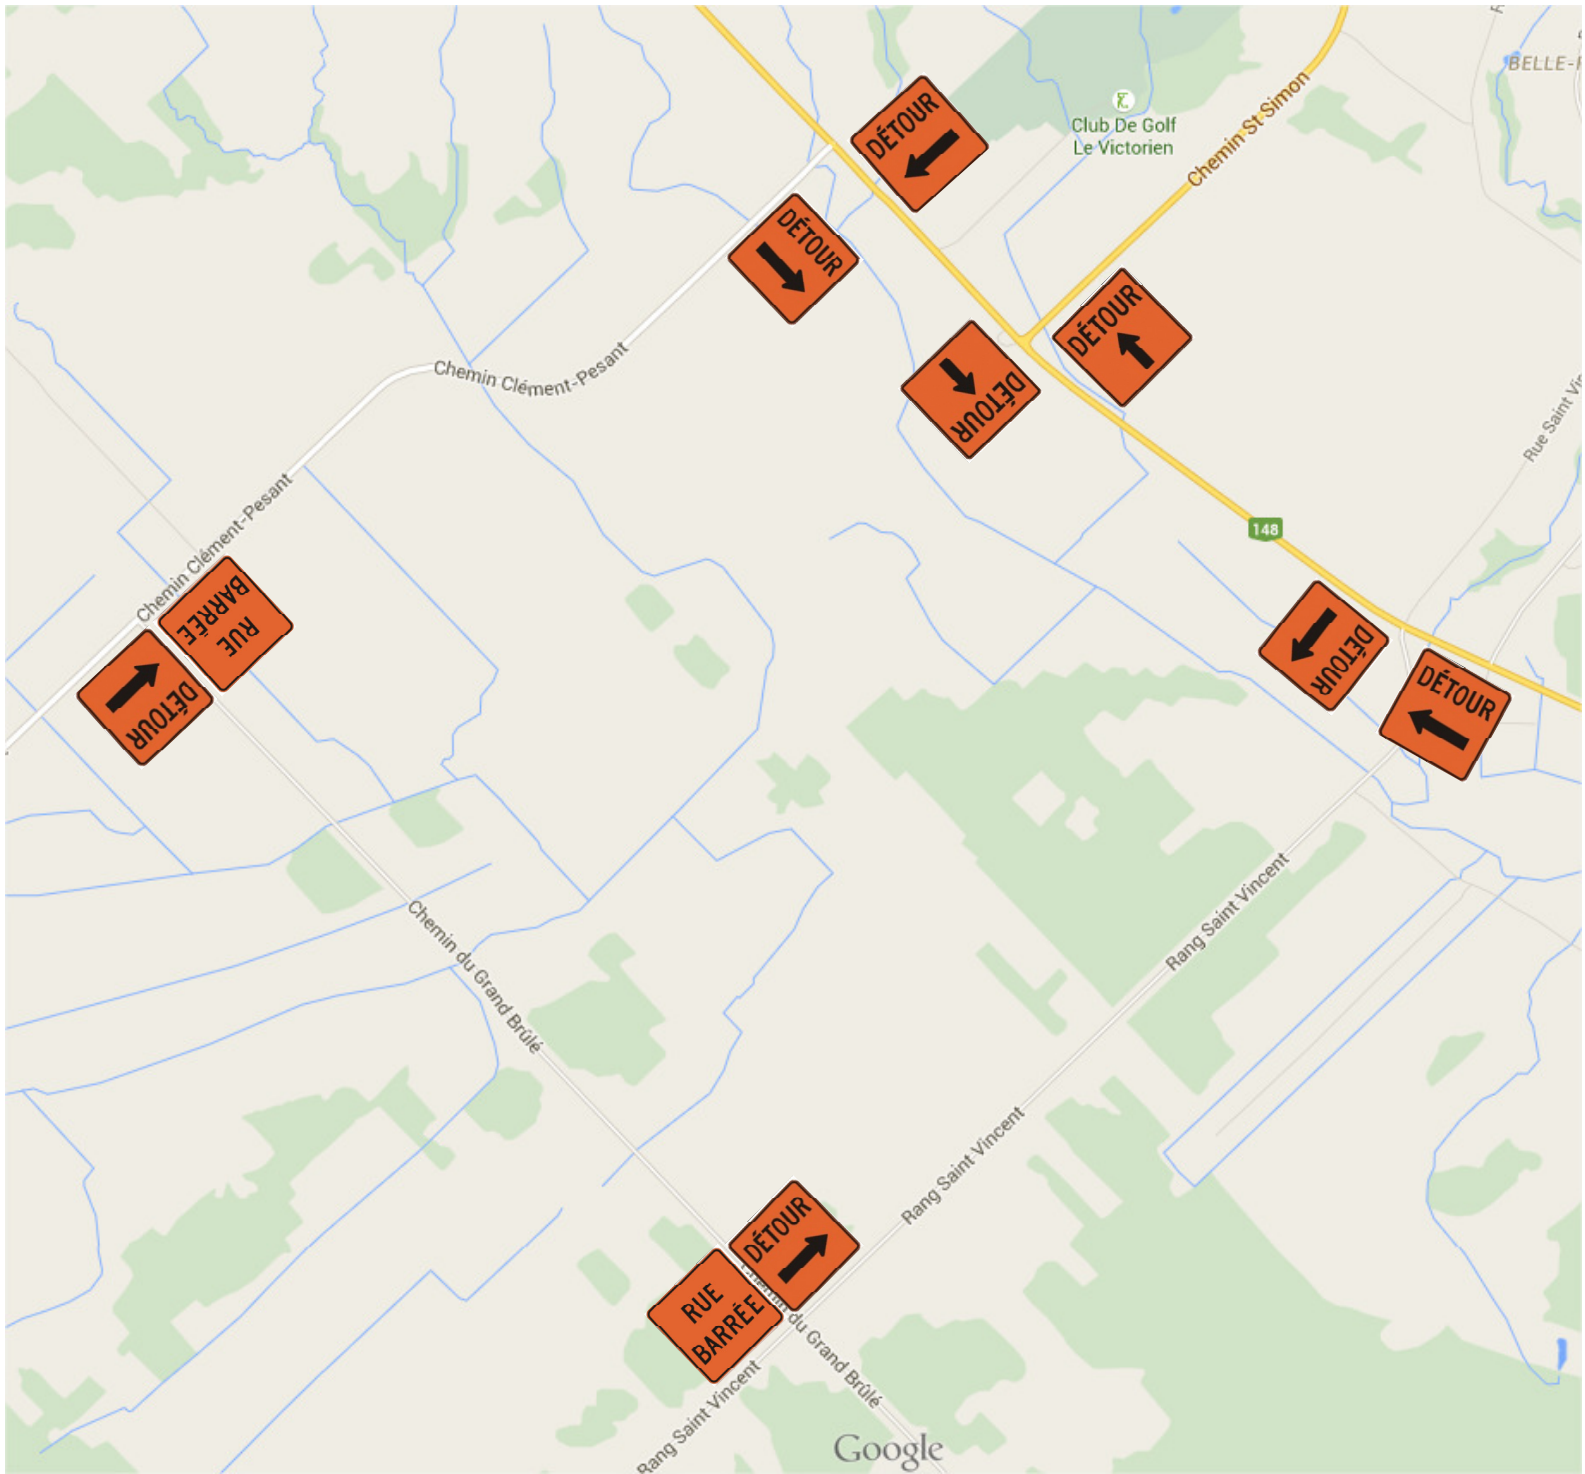 BELLE-
Club De Golf
Le Victorien
Chemin St Simon
DÉTOUR
DÉTOUR
DÉTOUR
DÉTOUR
Chemin Clément-Pesant
Rue Saint Vin
Chemin Clément-Pesant
148
RUE
BARRÉE
DÉTOUR
DÉTOUR
DÉTOUR
Rang Saint Vincent
Chemin du Grand Brûlé
Rang Saint Vincent
DÉTOUR
RUE
BARRÉE
Chemin du Grand Brûlé
Rang Saint Vincent
Google